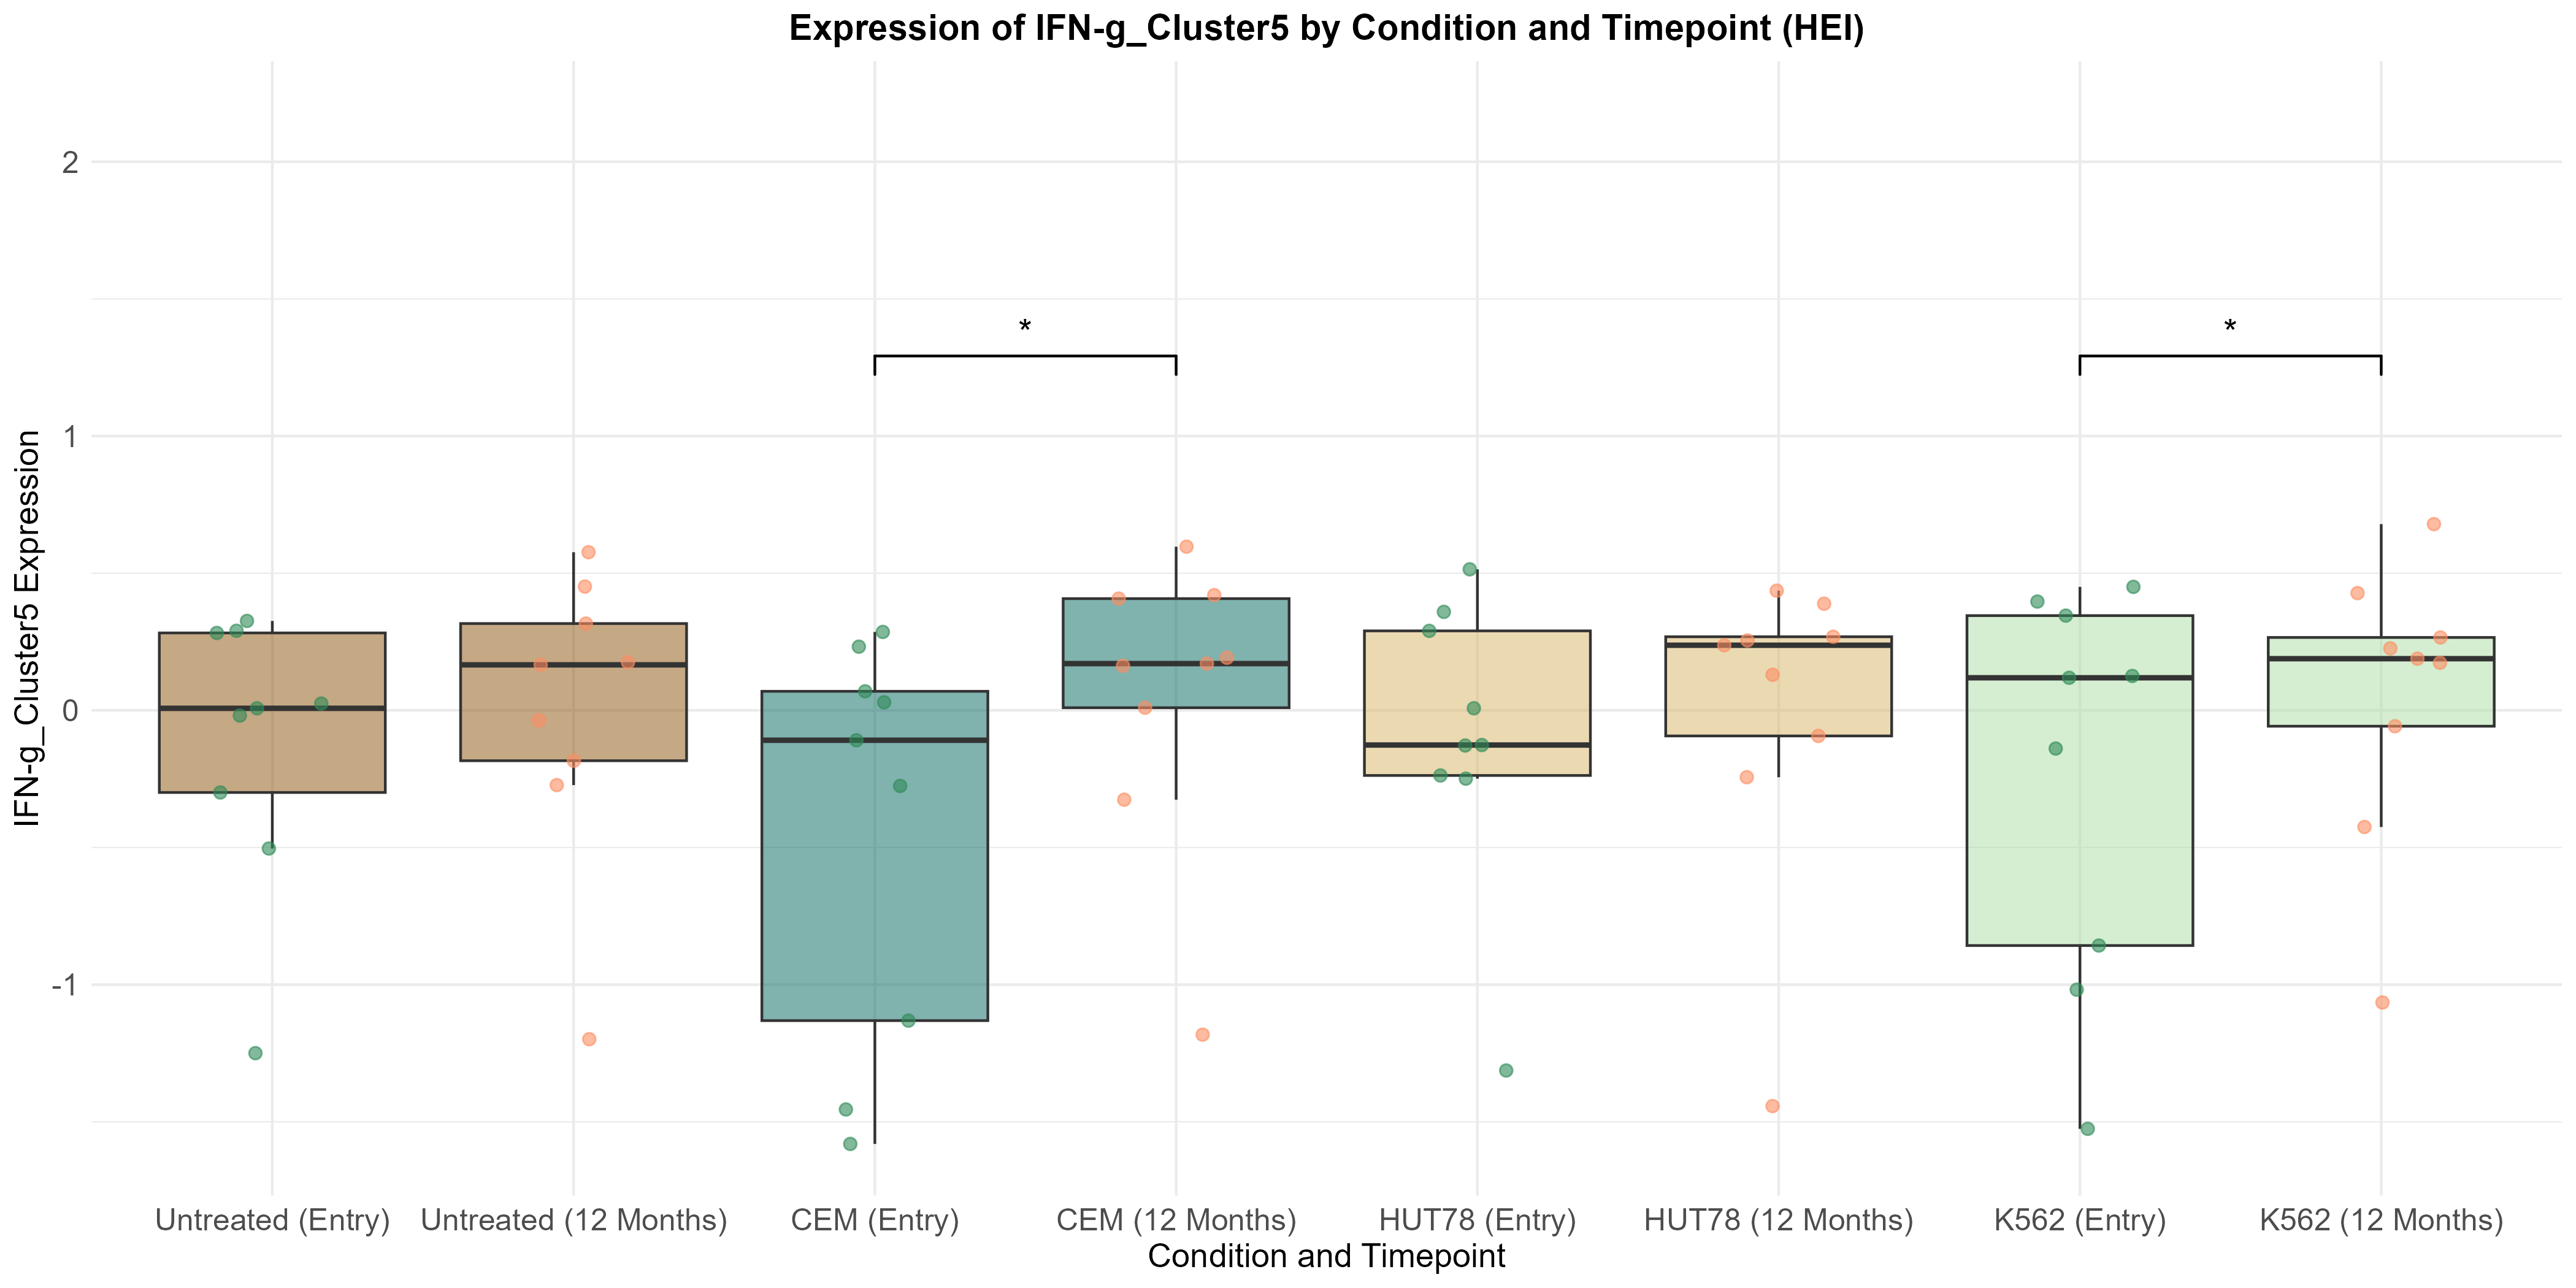 Expression of IFN-g_Cluster5 by Condition and Timepoint (HEI)
IFN-g_Cluster5 Expression
2
1
0
-1
*
*
Untreated (Entry)
Untreated (12 Months)
CEM (Entry)
CEM (12 Months)
HUT78 (Entry)
HUT78 (12 Months)
K562 (Entry)
K562 (12 Months)
Condition and Timepoint